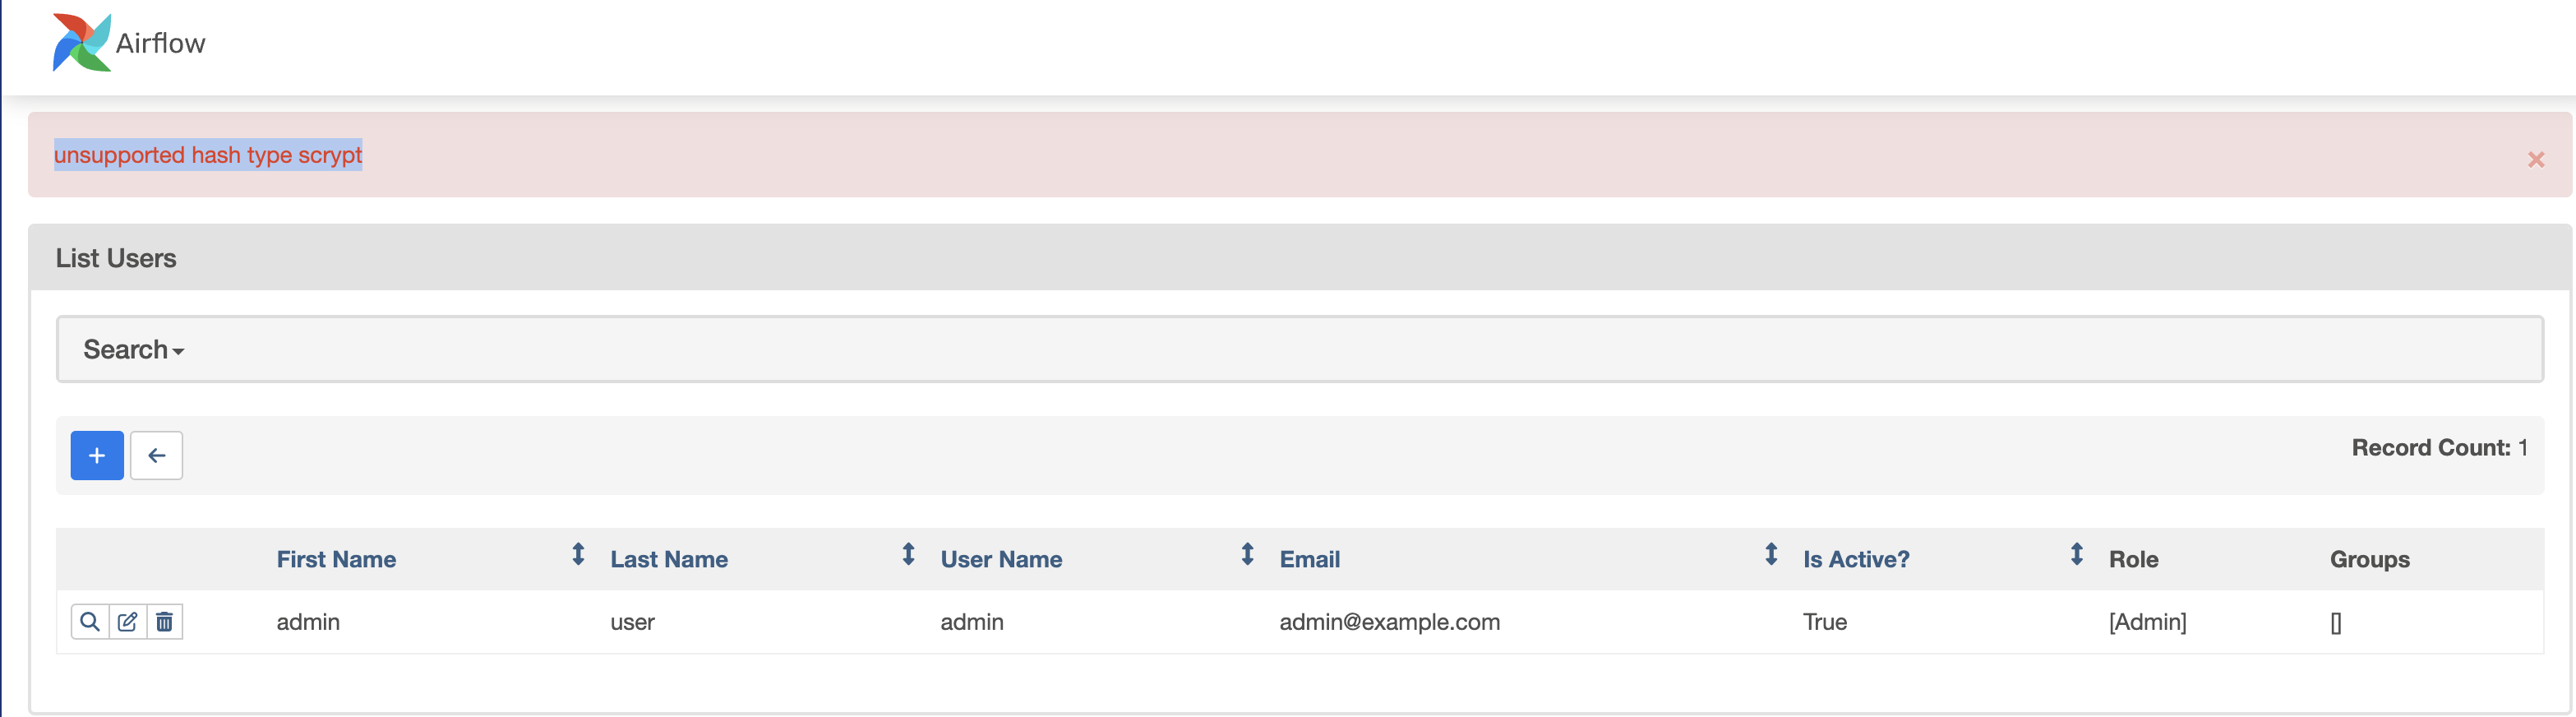 Airflow
unsupported hash type scrypt
×
List Users
Search
+ ←
Record Count: 1
First Name Last Name User Name Email Is Active? Role Groups
admin user admin admin@example.com True [Admin] []